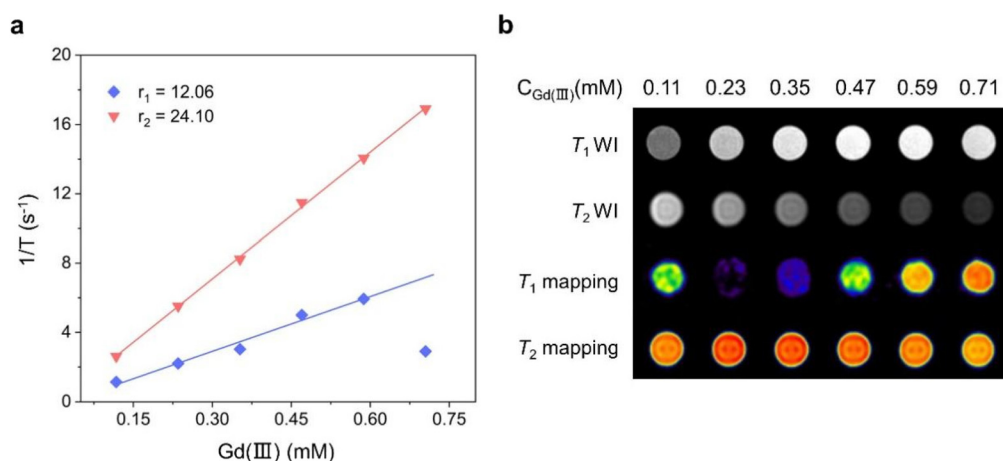 a
20
16
12
8
4
0
1/T (s⁻¹)
r₁ = 12.06
r₂ = 24.10
0.15 0.30 0.45 0.60 0.75
Gd(Ⅲ) (mM)
b
C_Gd(Ⅲ)(mM) 0.11 0.23 0.35 0.47 0.59 0.71
T₁ WI
T₂ WI
T₁ mapping
T₂ mapping